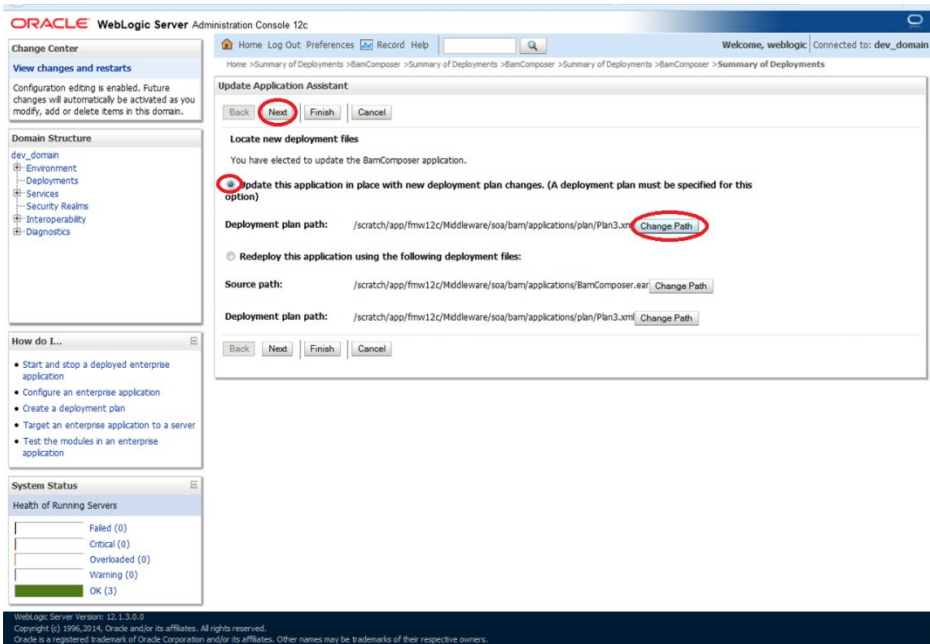 ORACLE WebLogic Server Administration Console 12c
Change Center
View changes and restarts
Configuration editing is enabled. Future
changes will automatically be activated as you
modify, add or delete items in this domain.
Domain Structure
dev_domain
Environment
Deployments
Services
Security Realms
Interoperability
Diagnostics
How do I...
Start and stop a deployed enterprise
application
Configure an enterprise application
Create a deployment plan
Target an enterprise application to a server
Test the modules in an enterprise
application
System Status
Health of Running Servers
Failed (0)
Critical (0)
Overloaded (0)
Warning (0)
OK (3)
Home Log Out Preferences Record Help
Welcome, weblogic Connected to: dev_domain
Home >Summary of Deployments >BamComposer >Summary of Deployments >BamComposer >Summary of Deployments >BamComposer >Summary of Deployments
Update Application Assistant
Back Next Finish Cancel
Locate new deployment files
You have elected to update the BamComposer application.
Update this application in place with new deployment plan changes. (A deployment plan must be specified for this
option)
Deployment plan path: /scratch/app/fmw12c/Middleware/soa/bam/applications/plan/Plan3.xml Change Path
Redeploy this application using the following deployment files:
Source path: /scratch/app/fmw12c/Middleware/soa/bam/applications/BamComposer.ear Change Path
Deployment plan path: /scratch/app/fmw12c/Middleware/soa/bam/applications/plan/Plan3.xml Change Path
Back Next Finish Cancel
WebLogic Server Version: 12.1.3.0.0
Copyright (c) 1996,2014, Oracle and/or its affiliates. All rights reserved.
Oracle is a registered trademark of Oracle Corporation and/or its affiliates. Other names may be trademarks of their respective owners.